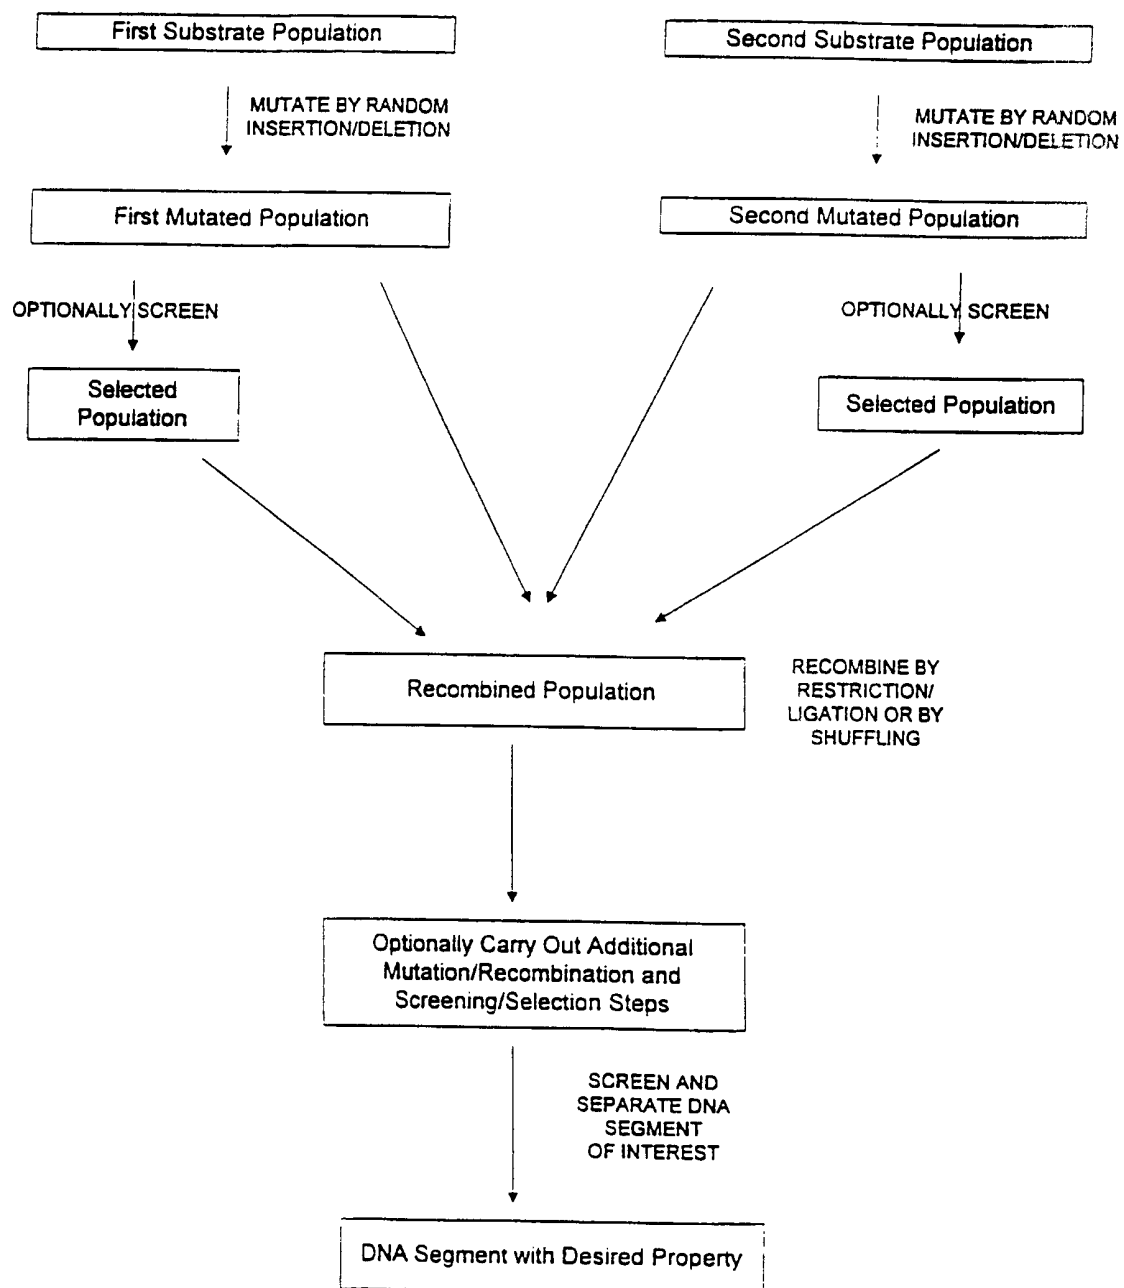 First Substrate Population
Second Substrate Population
MUTATE BY RANDOM
INSERTION/DELETION
MUTATE BY RANDOM
INSERTION/DELETION
First Mutated Population
Second Mutated Population
OPTIONALLY SCREEN
OPTIONALLY SCREEN
Selected
Population
Selected Population
Recombined Population
RECOMBINE BY
RESTRICTION/
LIGATION OR BY
SHUFFLING
Optionally Carry Out Additional
Mutation/Recombination and
Screening/Selection Steps
SCREEN AND
SEPARATE DNA
SEGMENT
OF INTEREST
DNA Segment with Desired Property